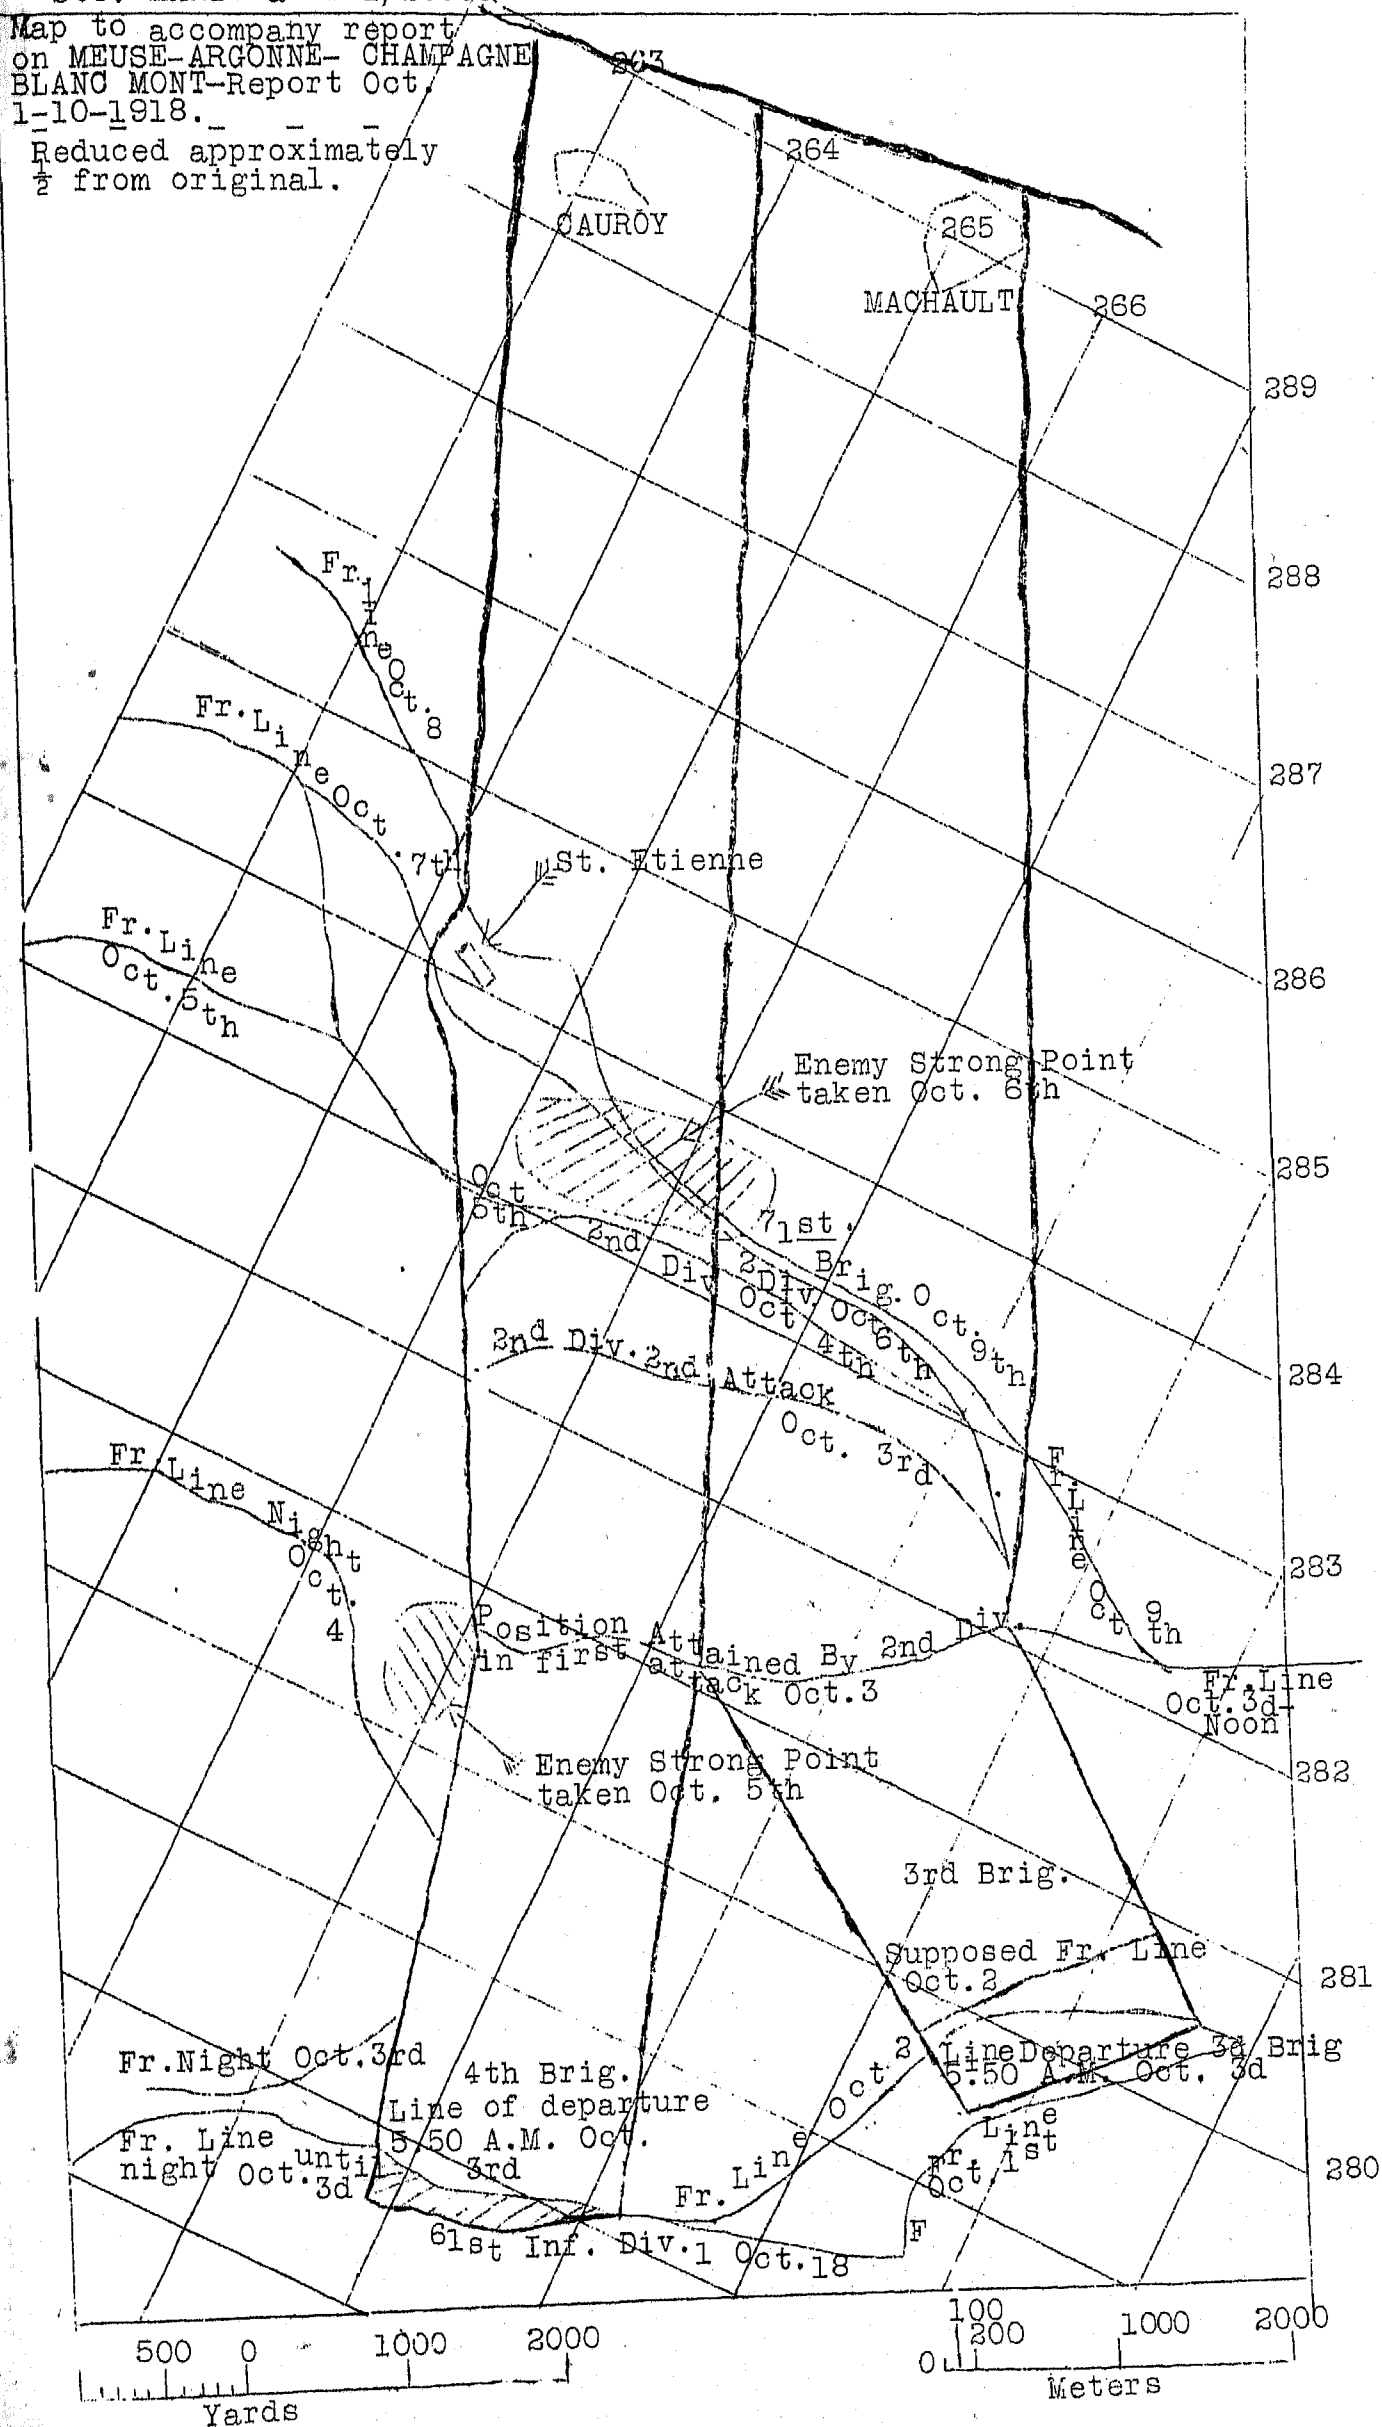 Map to accompany report
on MEUSE-ARGONNE- CHAMPAGNE
BLANC MONT-Report Oct.
1-10-1918.
Reduced approximately
½ from original.
263
264
CAUROY
265
MACHAULT
266
289
288
Fr. line Oct. 8
287
Fr. Line Oct. 7th
St. Etienne
Fr. Line
Oct. 5th
286
Enemy Strong Point
taken Oct. 6th
285
Oct
5th
2nd Div Oct 4th
2 Div. Oct 6th
71st. Brig. Oct. 9th
284
2nd Div. 2nd Attack
Oct. 3rd
Fr. Line Oct 9th
Fr Line Night
Oct. 4
283
Position Attained By 2nd Div.
in first attack Oct.3
Fr.Line
Oct.3d-
Noon
282
Enemy Strong Point
taken Oct. 5th
3rd Brig.
Supposed Fr. Line
Oct.2
281
Fr.Night Oct.3rd
4th Brig.
Line of departure
5 50 A.M. Oct.
3rd
Line Departure 3d Brig
5:50 A.M. Oct. 3d
Fr. Line
night until
Oct. 3d
Fr. Line Oct 2
Fr. Line
Oct. 1st
280
F
61st Inf. Div.1 Oct.18
500 0 1000 2000
Yards
0 100 200 1000 2000
Meters